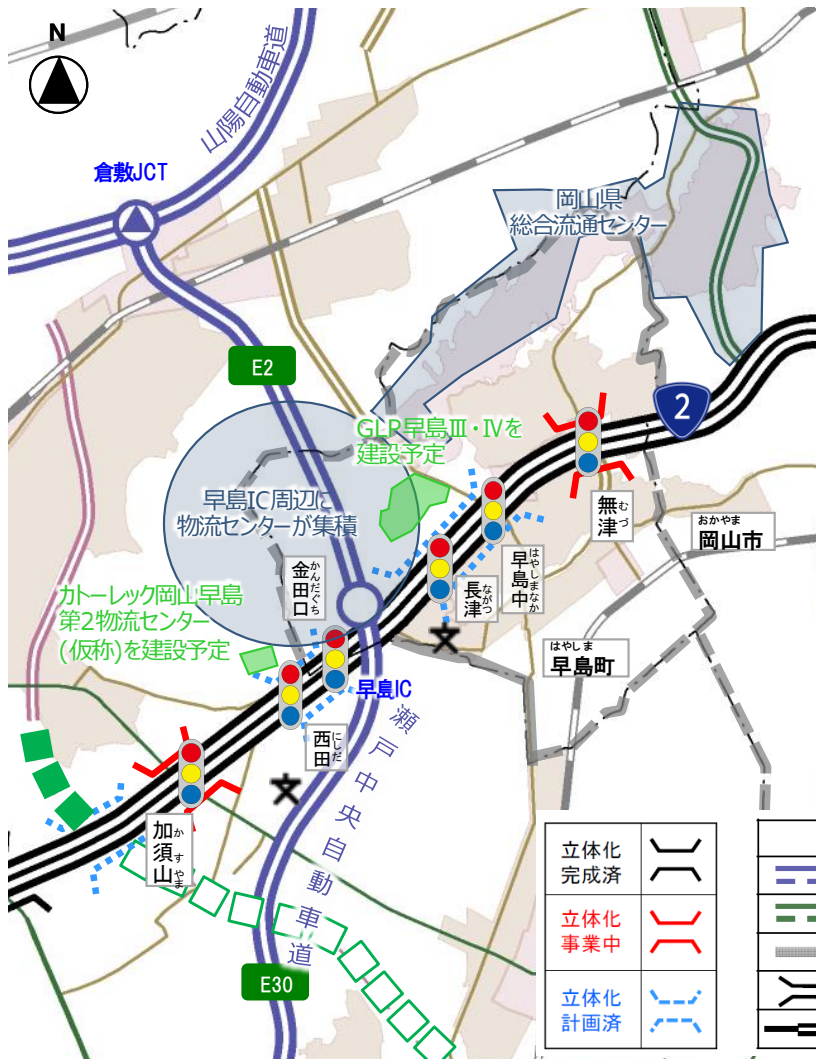 N
山陽自動車道
倉敷JCT
岡山県
総合流通センター
E2
2
GLP早島Ⅲ・Ⅳを
建設予定
早島IC周辺に
物流センターが集積
無津
むづ
おかやま
岡山市
早島中
はやしまなか
長津
ながつ
金田口
かんだぐち
カトーレック岡山早島
第2物流センター
(仮称)を建設予定
はやしま
早島町
早島IC
西田
にしだ
瀬戸中央自動車道
加須山
かすやま
E30
立体化
完成済
立体化
事業中
立体化
計画済